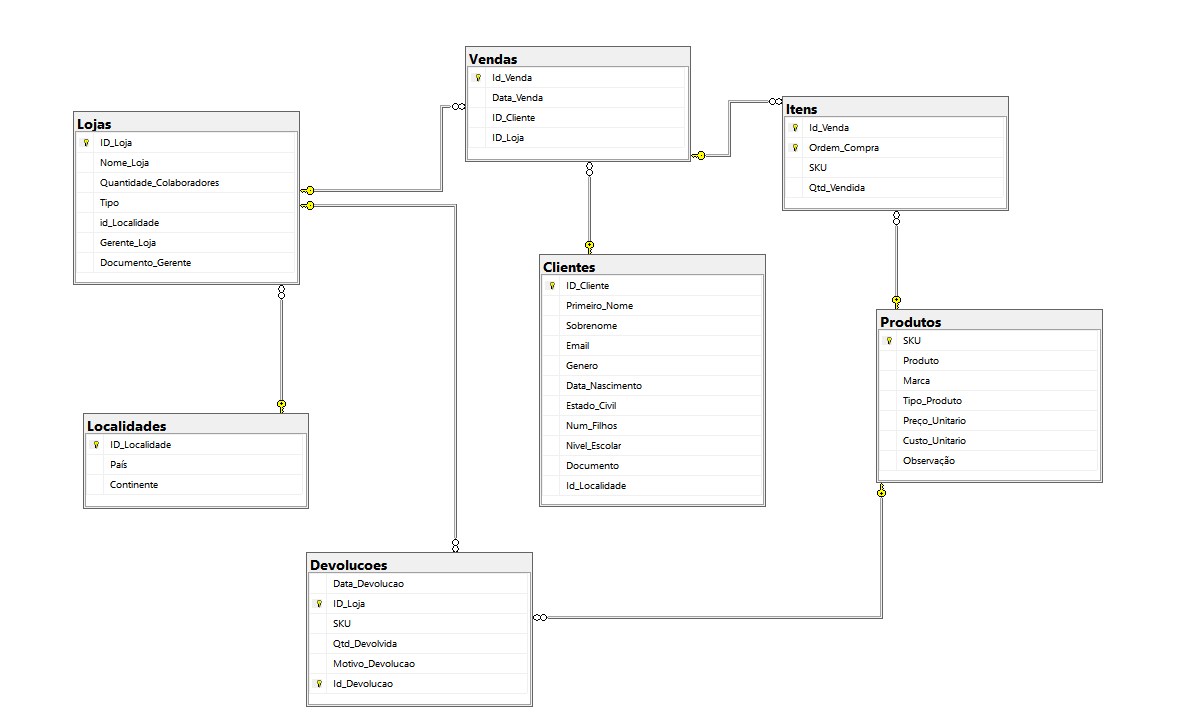 Vendas
Id_Venda
Data_Venda
ID_Cliente
ID_Loja
Itens
Id_Venda
Ordem_Compra
SKU
Qtd_Vendida
Lojas
ID_Loja
Nome_Loja
Quantidade_Colaboradores
Tipo
id_Localidade
Gerente_Loja
Documento_Gerente
Clientes
ID_Cliente
Primeiro_Nome
Sobrenome
Email
Genero
Data_Nascimento
Estado_Civil
Num_Filhos
Nivel_Escolar
Documento
Id_Localidade
Produtos
SKU
Produto
Marca
Tipo_Produto
Preço_Unitario
Custo_Unitario
Observação
Localidades
ID_Localidade
País
Continente
Devolucoes
Data_Devolucao
ID_Loja
SKU
Qtd_Devolvida
Motivo_Devolucao
Id_Devolucao